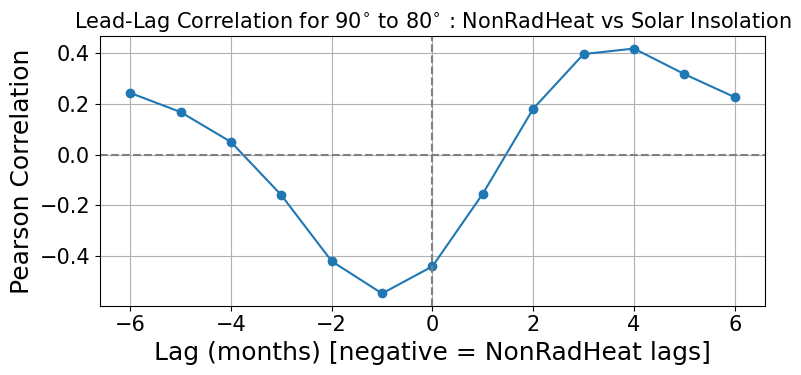 Lead-Lag Correlation for 90° to 80° : NonRadHeat vs Solar Insolation
Pearson Correlation
0.4
0.2
0.0
−0.2
−0.4
−6 −4 −2 0 2 4 6
Lag (months) [negative = NonRadHeat lags]